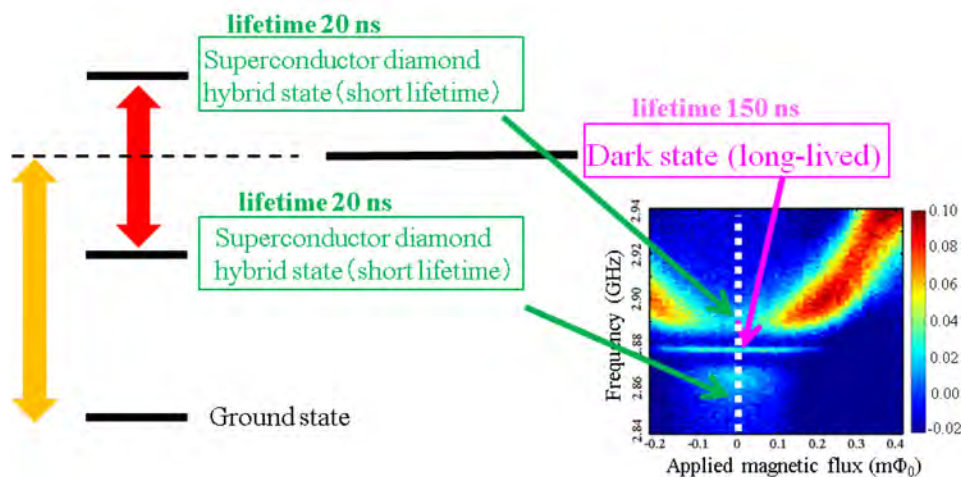 lifetime 20 ns
Superconductor diamond
hybrid state(short lifetime)
lifetime 150 ns
Dark state (long-lived)
lifetime 20 ns
Superconductor diamond
hybrid state(short lifetime)
Ground state
Frequency (GHz)
2.94
2.92
2.90
2.88
2.86
2.84
0.10
0.08
0.06
0.04
0.02
0.00
-0.02
-0.2 -0.1 0 0.1 0.2 0.3 0.4
Applied magnetic flux (mΦ₀)